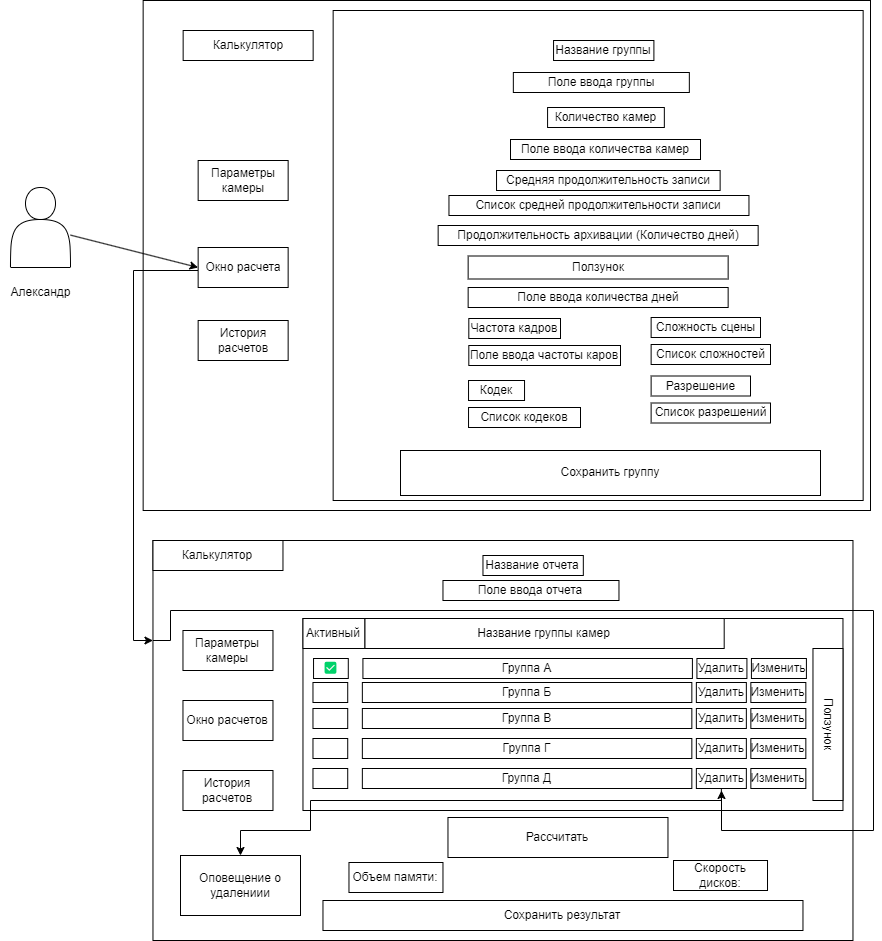 Калькулятор
Название группы
Поле ввода группы
Количество камер
Поле ввода количества камер
Параметры
камеры
Средняя продолжительность записи
Список средней продолжительности записи
Продолжительность архивации (Количество дней)
Окно расчета
Ползунок
Александр
Поле ввода количества дней
История
расчетов
Частота кадров
Сложность сцены
Поле ввода частоты каров
Список сложностей
Кодек
Разрешение
Список кодеков
Список разрешений
Сохранить группу
Калькулятор
Название отчета
Поле ввода отчета
Параметры
камеры
Активный
Название группы камер
Группа А
Удалить
Изменить
Группа Б
Удалить
Изменить
Окно расчетов
Группа В
Удалить
Изменить
Ползунок
Группа Г
Удалить
Изменить
История
расчетов
Группа Д
Удалить
Изменить
Рассчитать
Оповещение о
удалениии
Объем памяти:
Скорость
дисков:
Сохранить результат